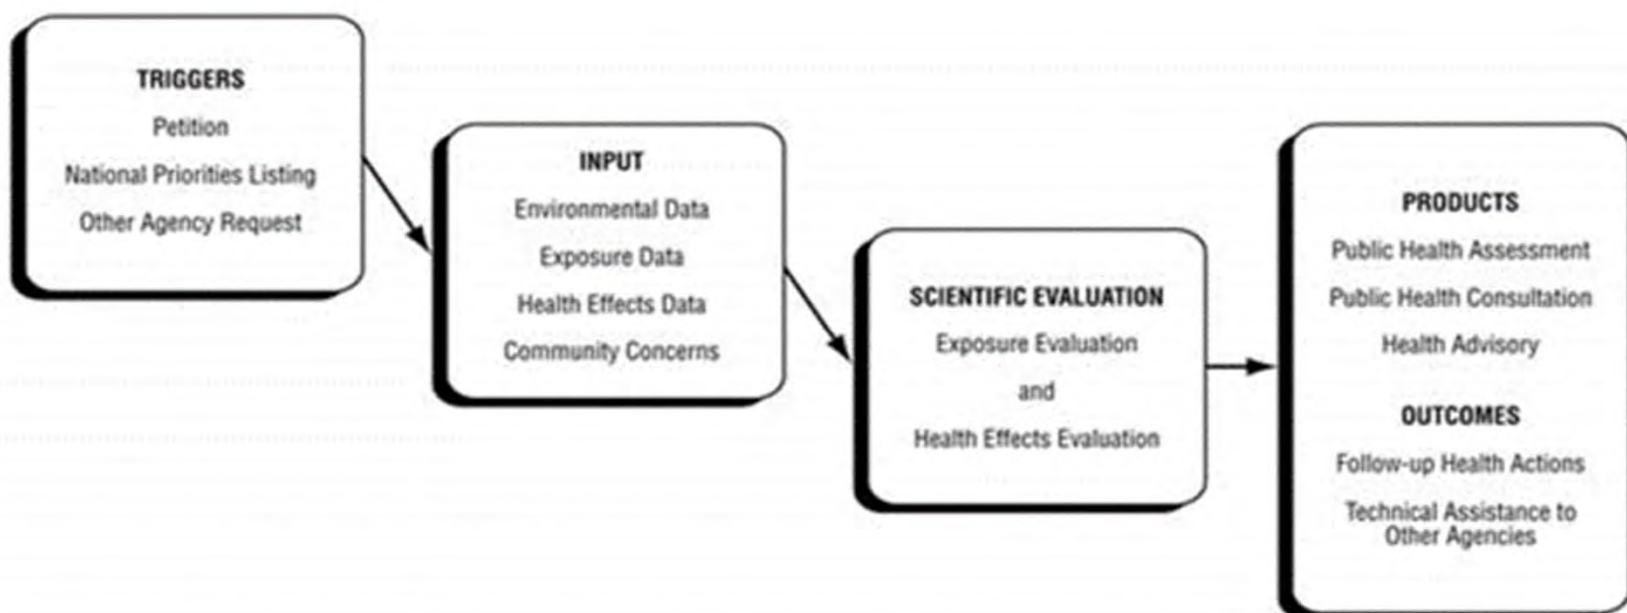 TRIGGERS
Petition
National Priorities Listing
Other Agency Request
INPUT
Environmental Data
Exposure Data
Health Effects Data
Community Concerns
SCIENTIFIC EVALUATION
Exposure Evaluation
and
Health Effects Evaluation
PRODUCTS
Public Health Assessment
Public Health Consultation
Health Advisory
OUTCOMES
Follow-up Health Actions
Technical Assistance to
Other Agencies